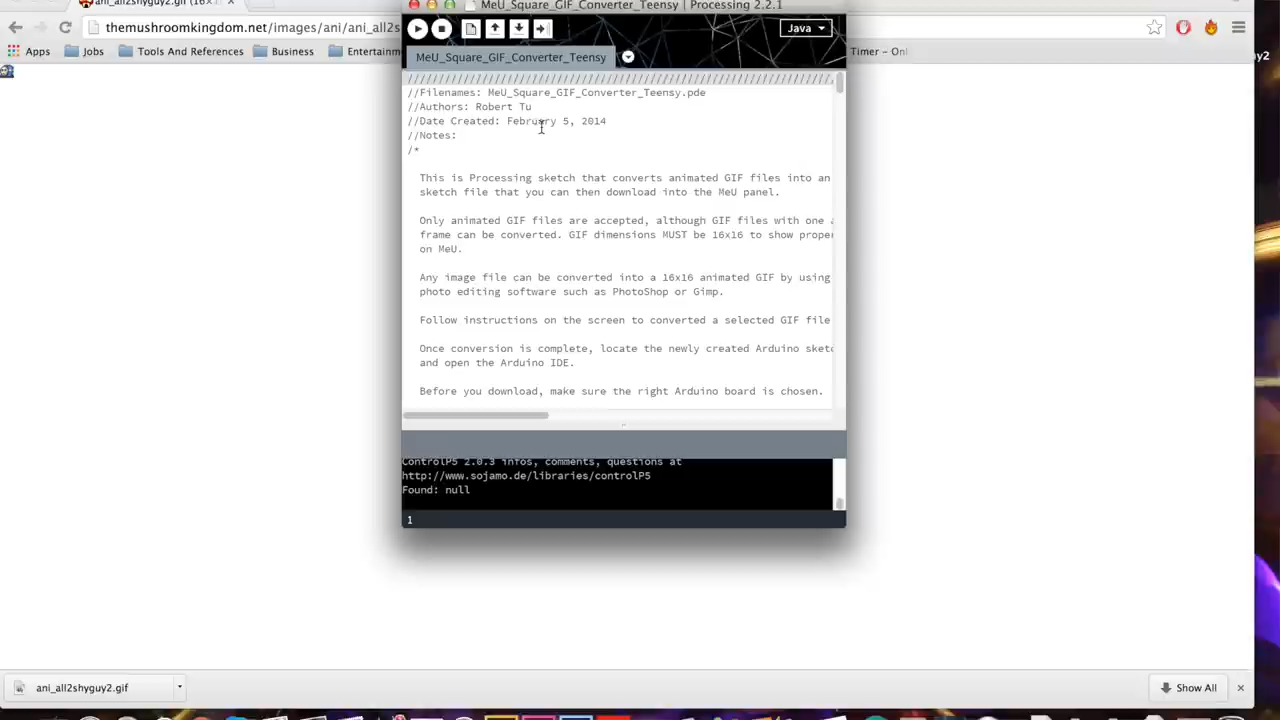 ani_all2shyguy2.gif (16×1
MeU_Square_GIF_Converter_Teensy | Processing 2.2.1
themushroomkingdom.net/images/ani/ani_all2s
Java
Apps Jobs Tools And References Business Entertainm
Timer - Onl
MeU_Square_GIF_Converter_Teensy
//Filenames: MeU_Square_GIF_Converter_Teensy.pde
//Authors: Robert Tu
//Date Created: February 5, 2014
//Notes:
/*
This is Processing sketch that converts animated GIF files into an
sketch file that you can then download into the MeU panel.
Only animated GIF files are accepted, although GIF files with one a
frame can be converted. GIF dimensions MUST be 16x16 to show proper
on MeU.
Any image file can be converted into a 16x16 animated GIF by using
photo editing software such as PhotoShop or Gimp.
Follow instructions on the screen to converted a selected GIF file
Once conversion is complete, locate the newly created Arduino sketc
and open the Arduino IDE.
Before you download, make sure the right Arduino board is chosen.
ControlP5 2.0.3 infos, comments, questions at
http://www.sojamo.de/libraries/controlP5
Found: null
1
ani_all2shyguy2.gif
Show All